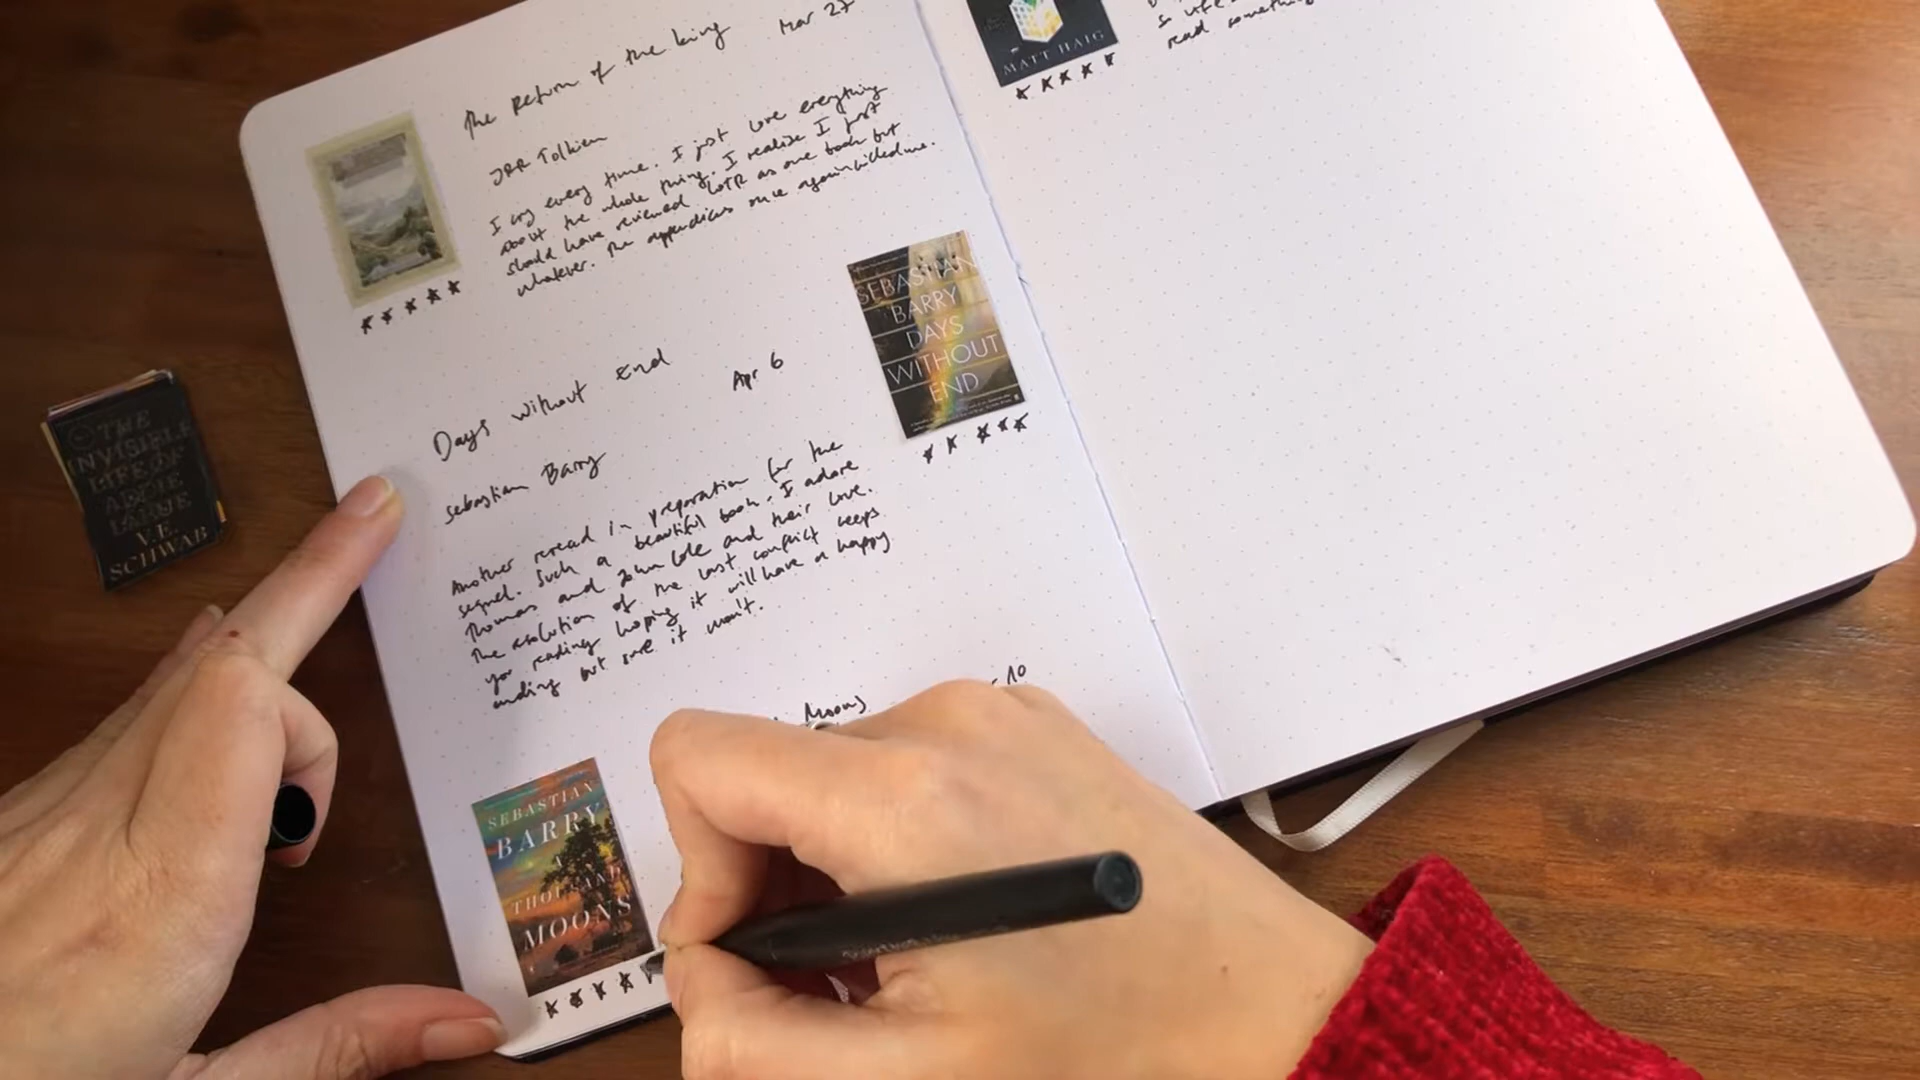 The Return of the King Mar 27
JRR Tolkien
I cry every time. I just love everything
about the whole thing. I realise I just
should have reviewed LOTR as one book but
whatever. The appendices once again killed me.
Days Without End Apr 6
Sebastian Barry
Another reread in preparation for the
sequel. Such a beautiful book. I adore
Thomas and John Cole and their love.
The resolution of the last conflict keeps
you reading hoping it will have a happy
ending but sure it won't.
SEBASTIAN
BARRY
DAYS
WITHOUT
END
Moons 10
SEBASTIAN
BARRY
A
THOUSAND
MOONS
THE
INVISIBLE
LIFE OF
ADDIE
LARUE
V.E.
SCHWAB
MATT HAIG
read something